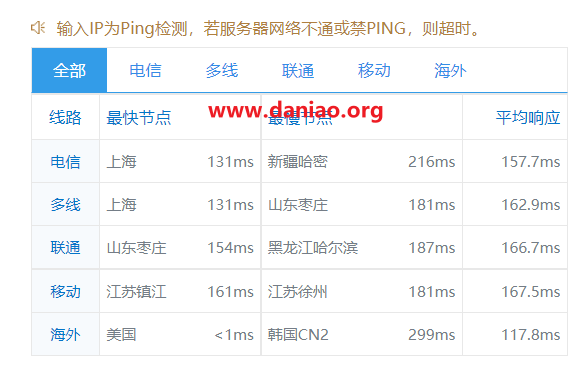 输入IP为Ping检测，若服务器网络不通或禁PING，则超时。
全部 电信 多线 联通 移动 海外
www.daniao.org
线路 最快节点 最慢节点 平均响应
电信 上海 131ms 新疆哈密 216ms 157.7ms
多线 上海 131ms 山东枣庄 181ms 162.9ms
联通 山东枣庄 154ms 黑龙江哈尔滨 187ms 166.7ms
移动 江苏镇江 161ms 江苏徐州 181ms 167.5ms
海外 美国 <1ms 韩国CN2 299ms 117.8ms